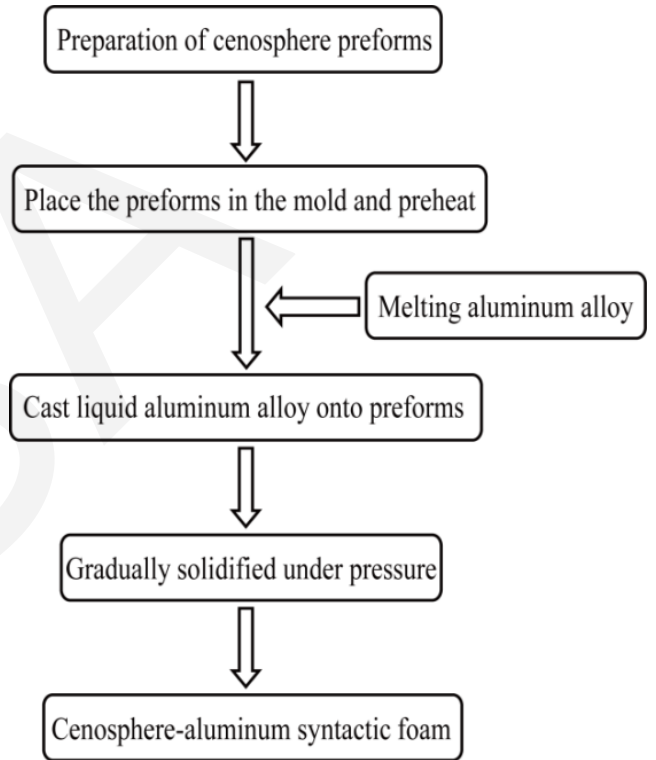 Preparation of cenosphere preforms
Place the preforms in the mold and preheat
Melting aluminum alloy
Cast liquid aluminum alloy onto preforms
Gradually solidified under pressure
Cenosphere-aluminum syntactic foam